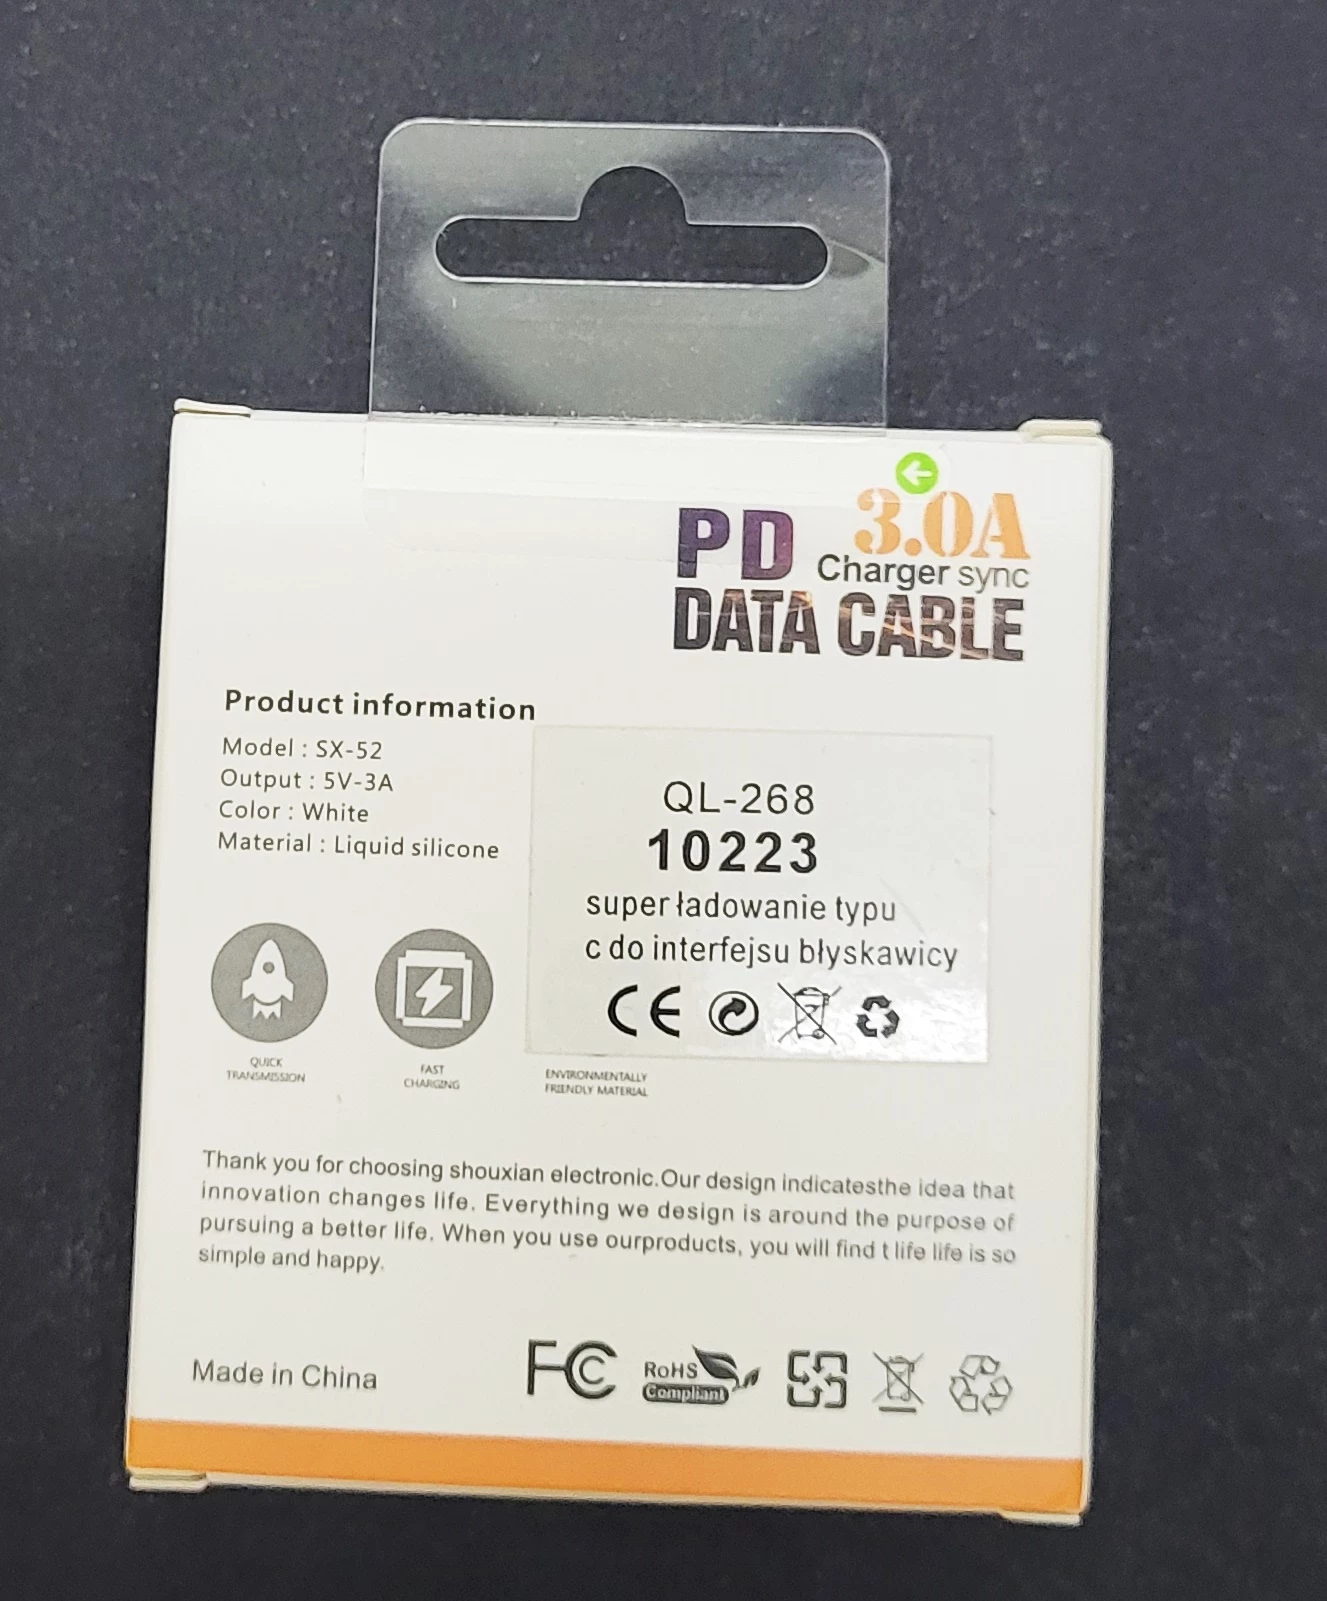 3.0A
PD Charger sync
DATA CABLE
Product information
Model : SX-52
Output : 5V-3A
Color : White
Material : Liquid silicone
QL-268
10223
super ładowanie typu
c do interfejsu błyskawicy
CE
QUICK
TRANSMISSION
FAST
CHARGING
ENVIRONMENTALLY
FRIENDLY MATERIAL
Thank you for choosing shouxian electronic.Our design indicatesthe idea that
innovation changes life. Everything we design is around the purpose of
pursuing a better life. When you use ourproducts, you will find t life life is so
simple and happy.
Made in China
FC
RoHS
Compliant